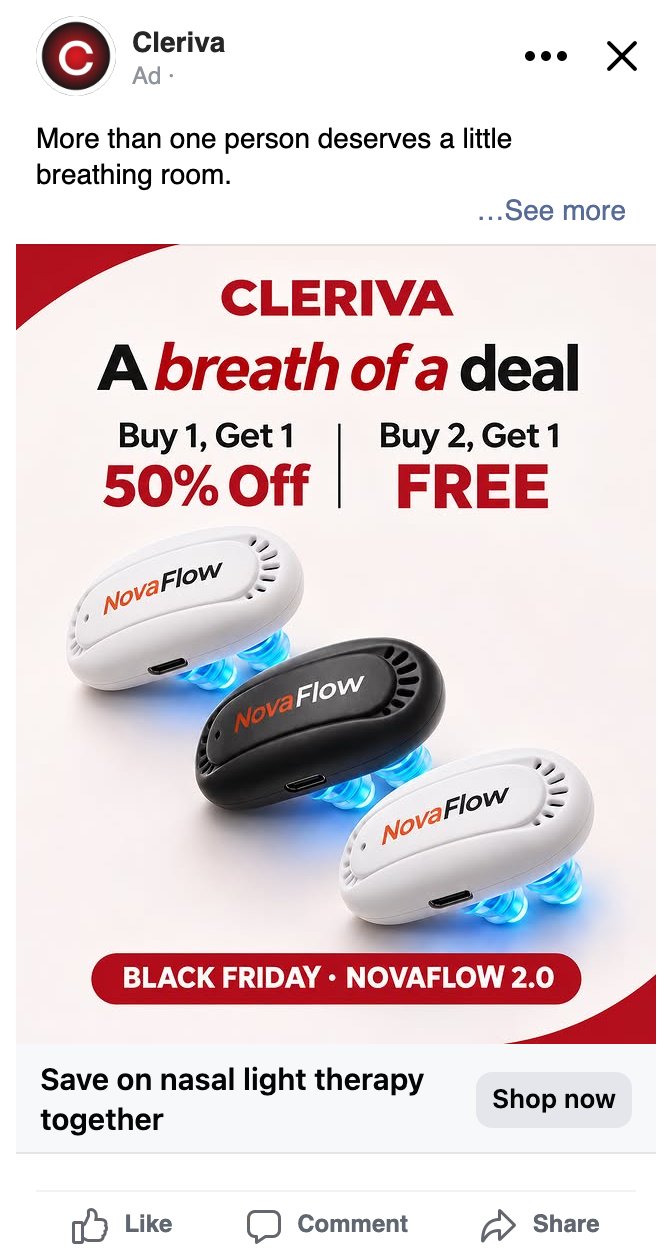 C
Cleriva
Ad ·
More than one person deserves a little
breathing room.
...See more
CLERIVA
A breath of a deal
Buy 1, Get 1
50% Off
Buy 2, Get 1
FREE
NovaFlow
NovaFlow
NovaFlow
BLACK FRIDAY · NOVAFLOW 2.0
Save on nasal light therapy
together
Shop now
Like
Comment
Share